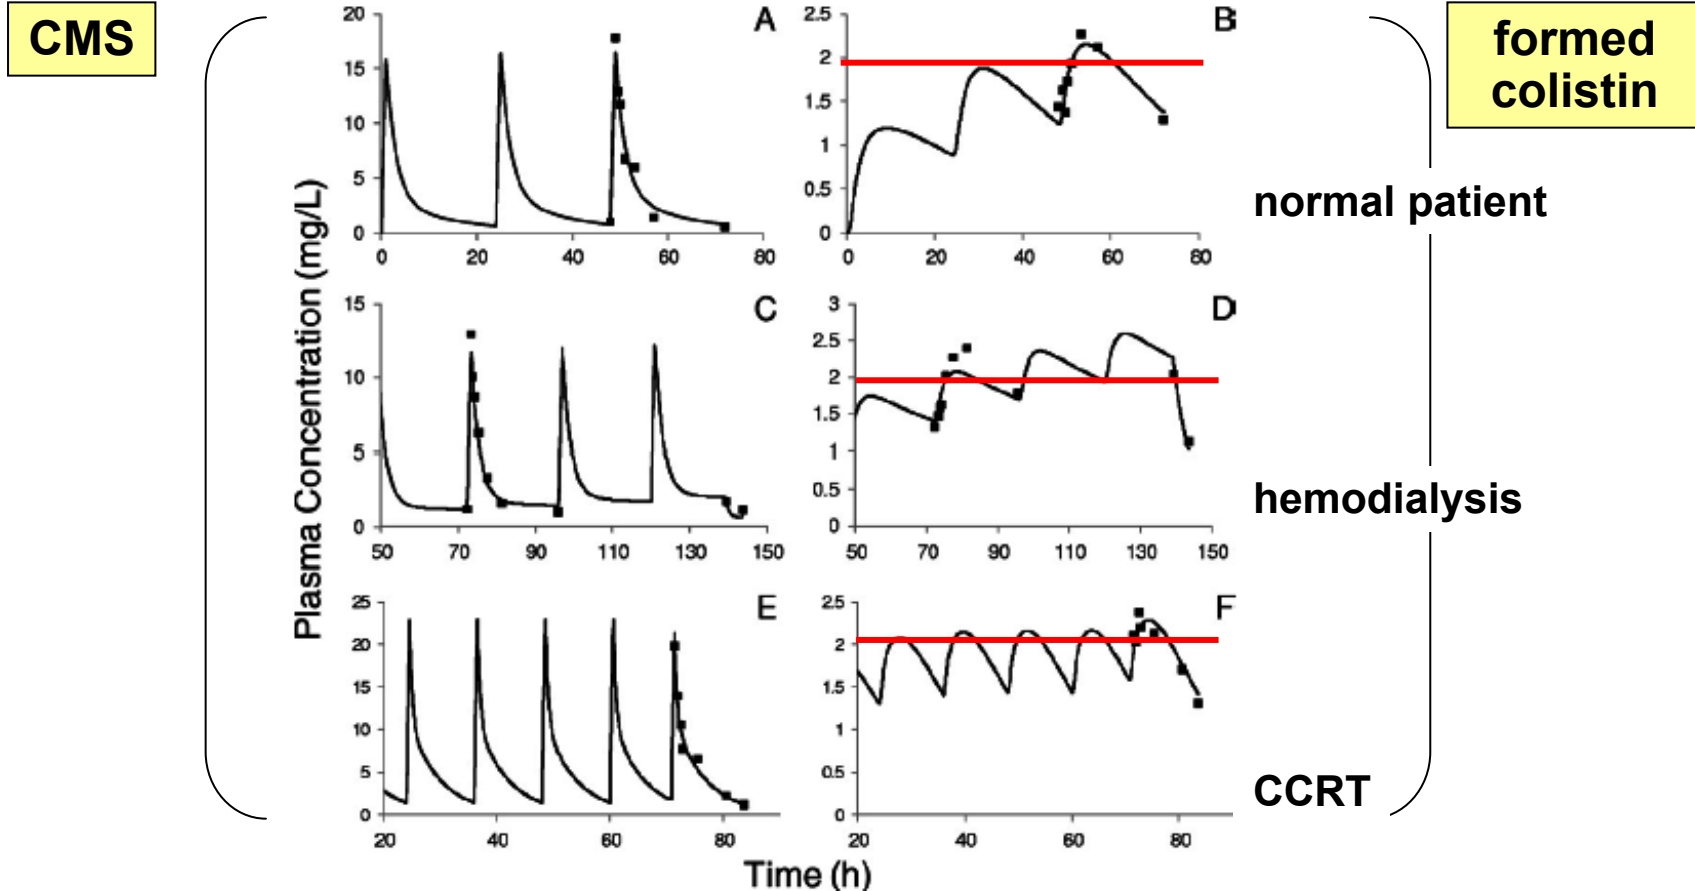 CMS
formed
colistin
Plasma Concentration (mg/L)
A
20
15
10
5
0
0 20 40 60 80
B
2.5
2
1.5
1
0.5
0
0 20 40 60 80
normal patient
C
15
10
5
0
50 70 90 110 130 150
D
3
2.5
2
1.5
1
0.5
0
50 70 90 110 130 150
hemodialysis
E
25
20
15
10
5
0
20 40 60 80
F
2.5
2
1.5
1
0.5
0
20 40 60 80
CCRT
Time (h)